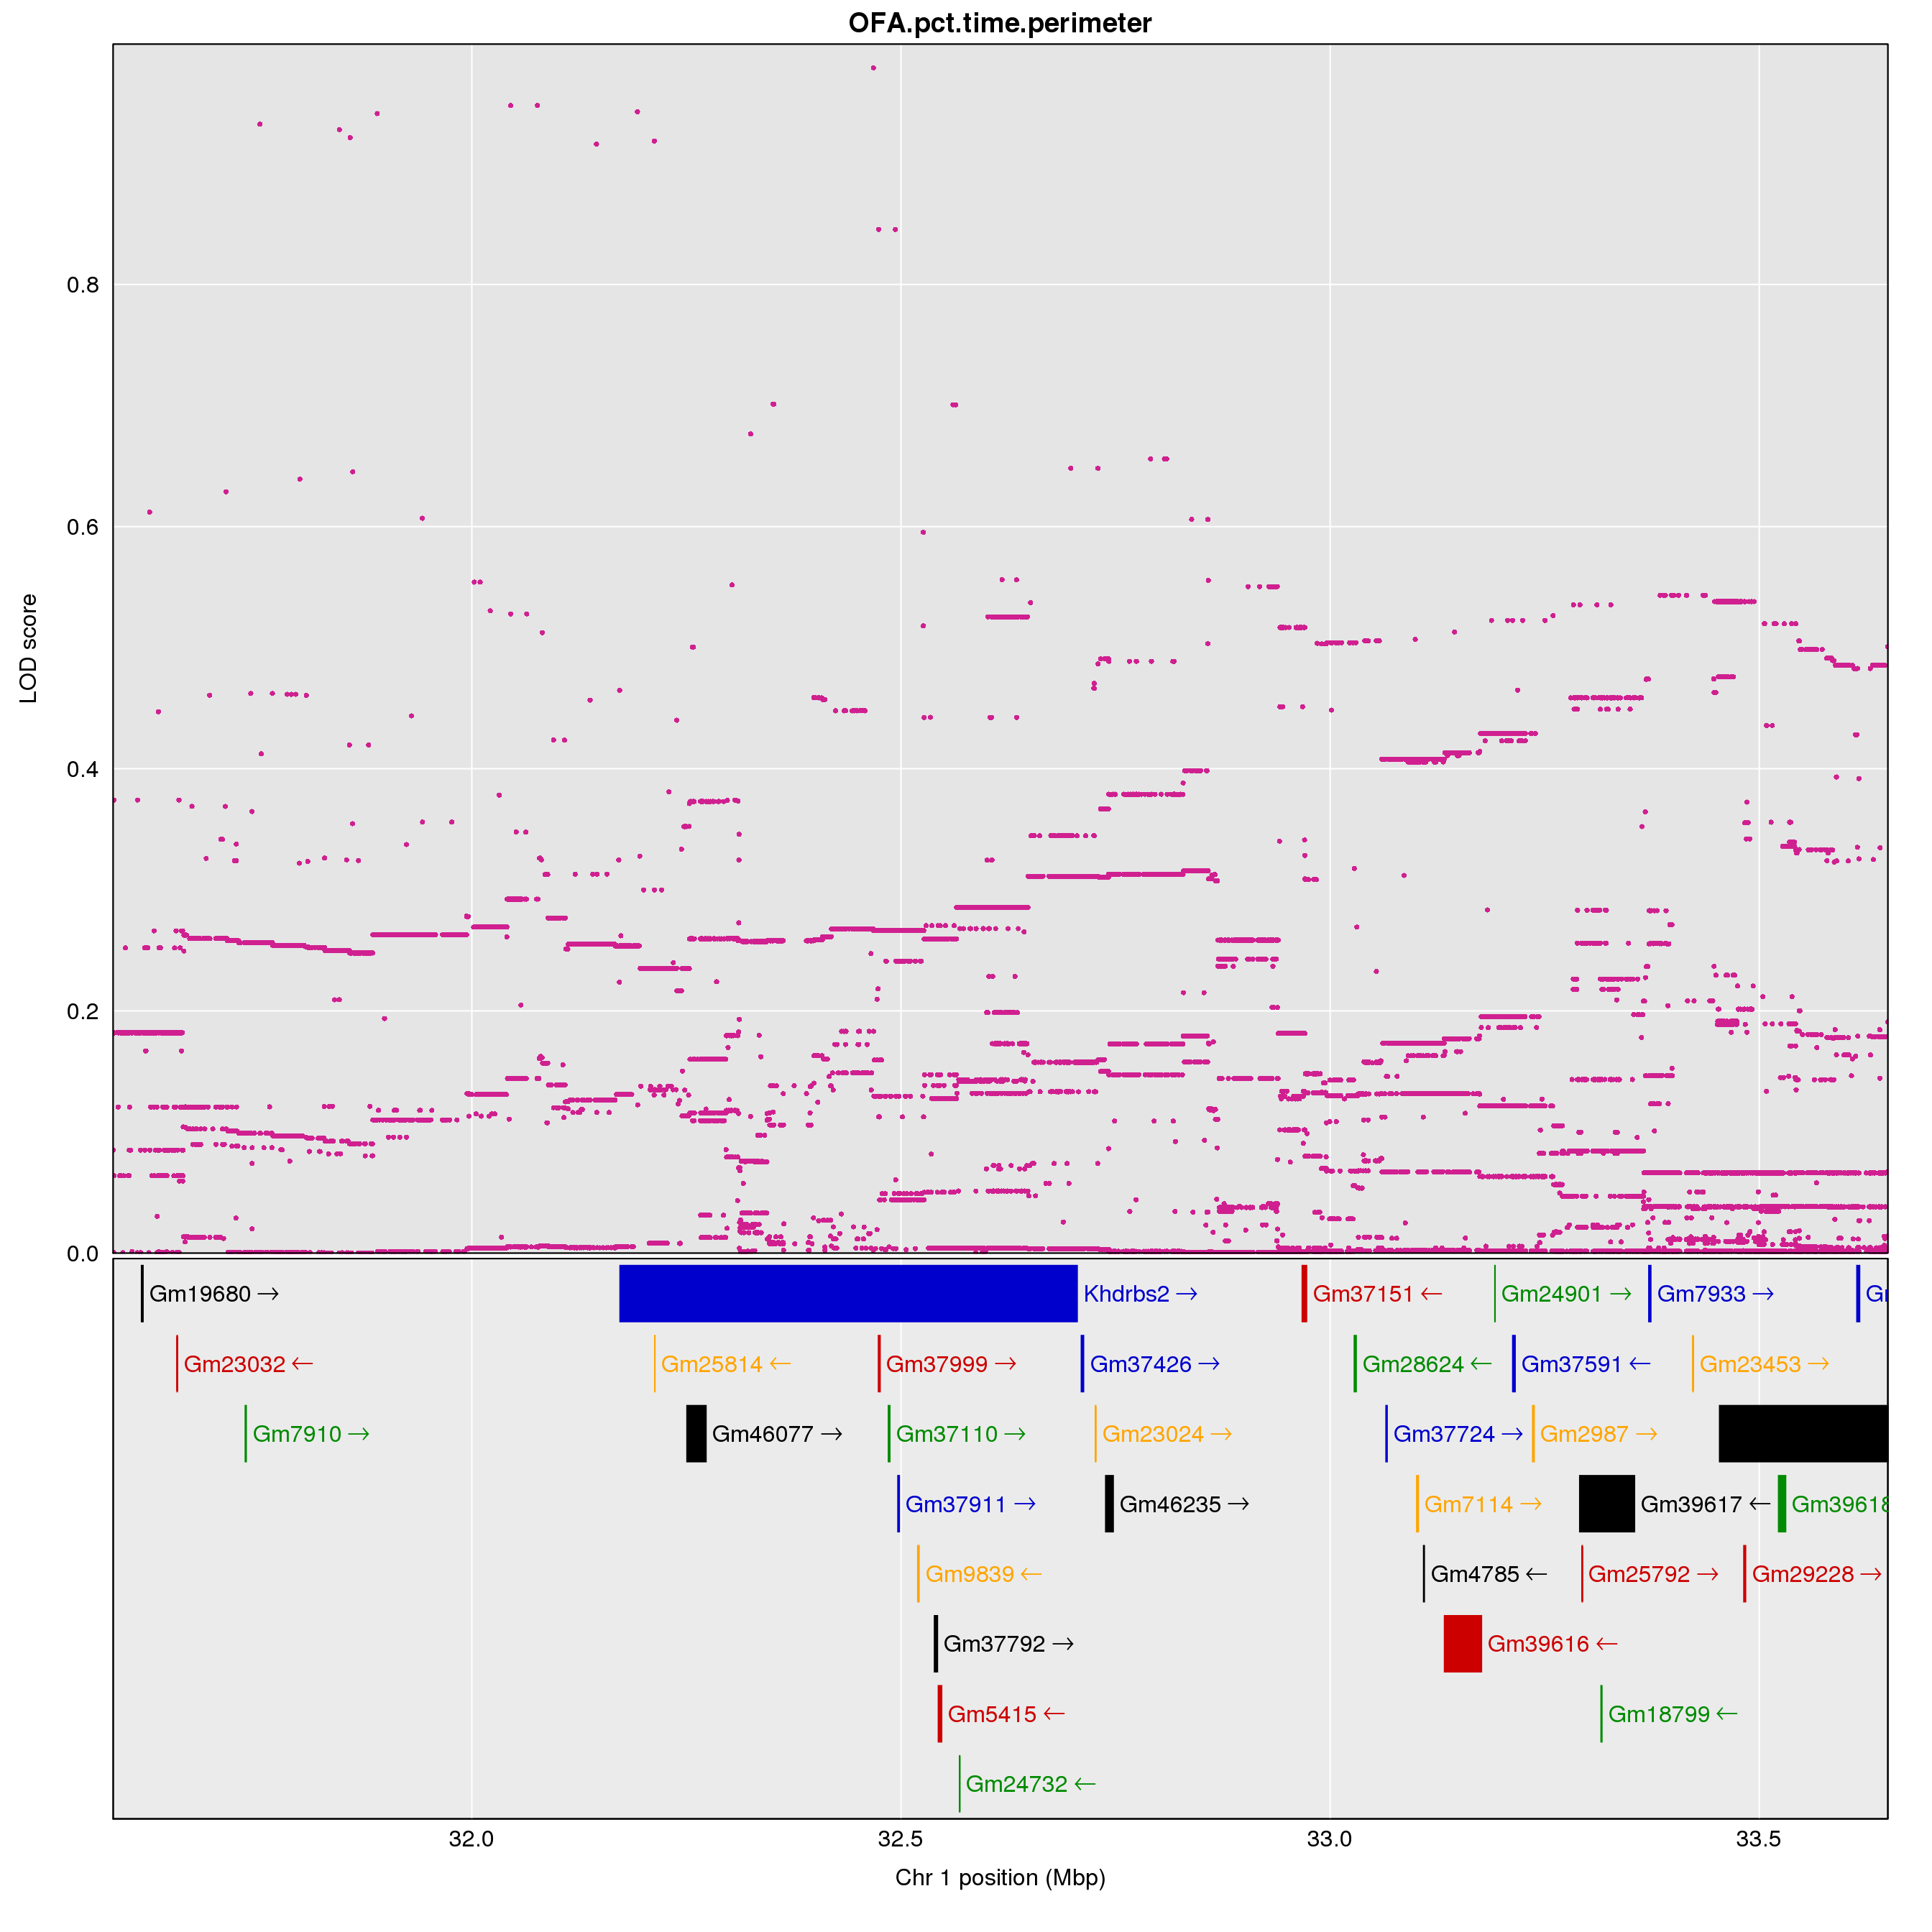 OFA.pct.time.perimeter
LOD score
0.8
0.6
0.4
0.2
0.0
Gm19680 →
Khdrbs2 →
Gm37151 ←
Gm24901 →
Gm7933 →
Gm23032 ←
Gm25814 ←
Gm37999 →
Gm37426 →
Gm28624 ←
Gm37591 ←
Gm23453 →
Gm7910 →
Gm46077 →
Gm37110 →
Gm23024 →
Gm37724 →
Gm2987 →
Gm37911 →
Gm46235 →
Gm7114 →
Gm39617 ←
Gm39618
Gm9839 ←
Gm4785 ←
Gm25792 →
Gm29228 →
Gm37792 →
Gm39616 ←
Gm5415 ←
Gm18799 ←
Gm24732 ←
32.0 32.5 33.0 33.5
Chr 1 position (Mbp)